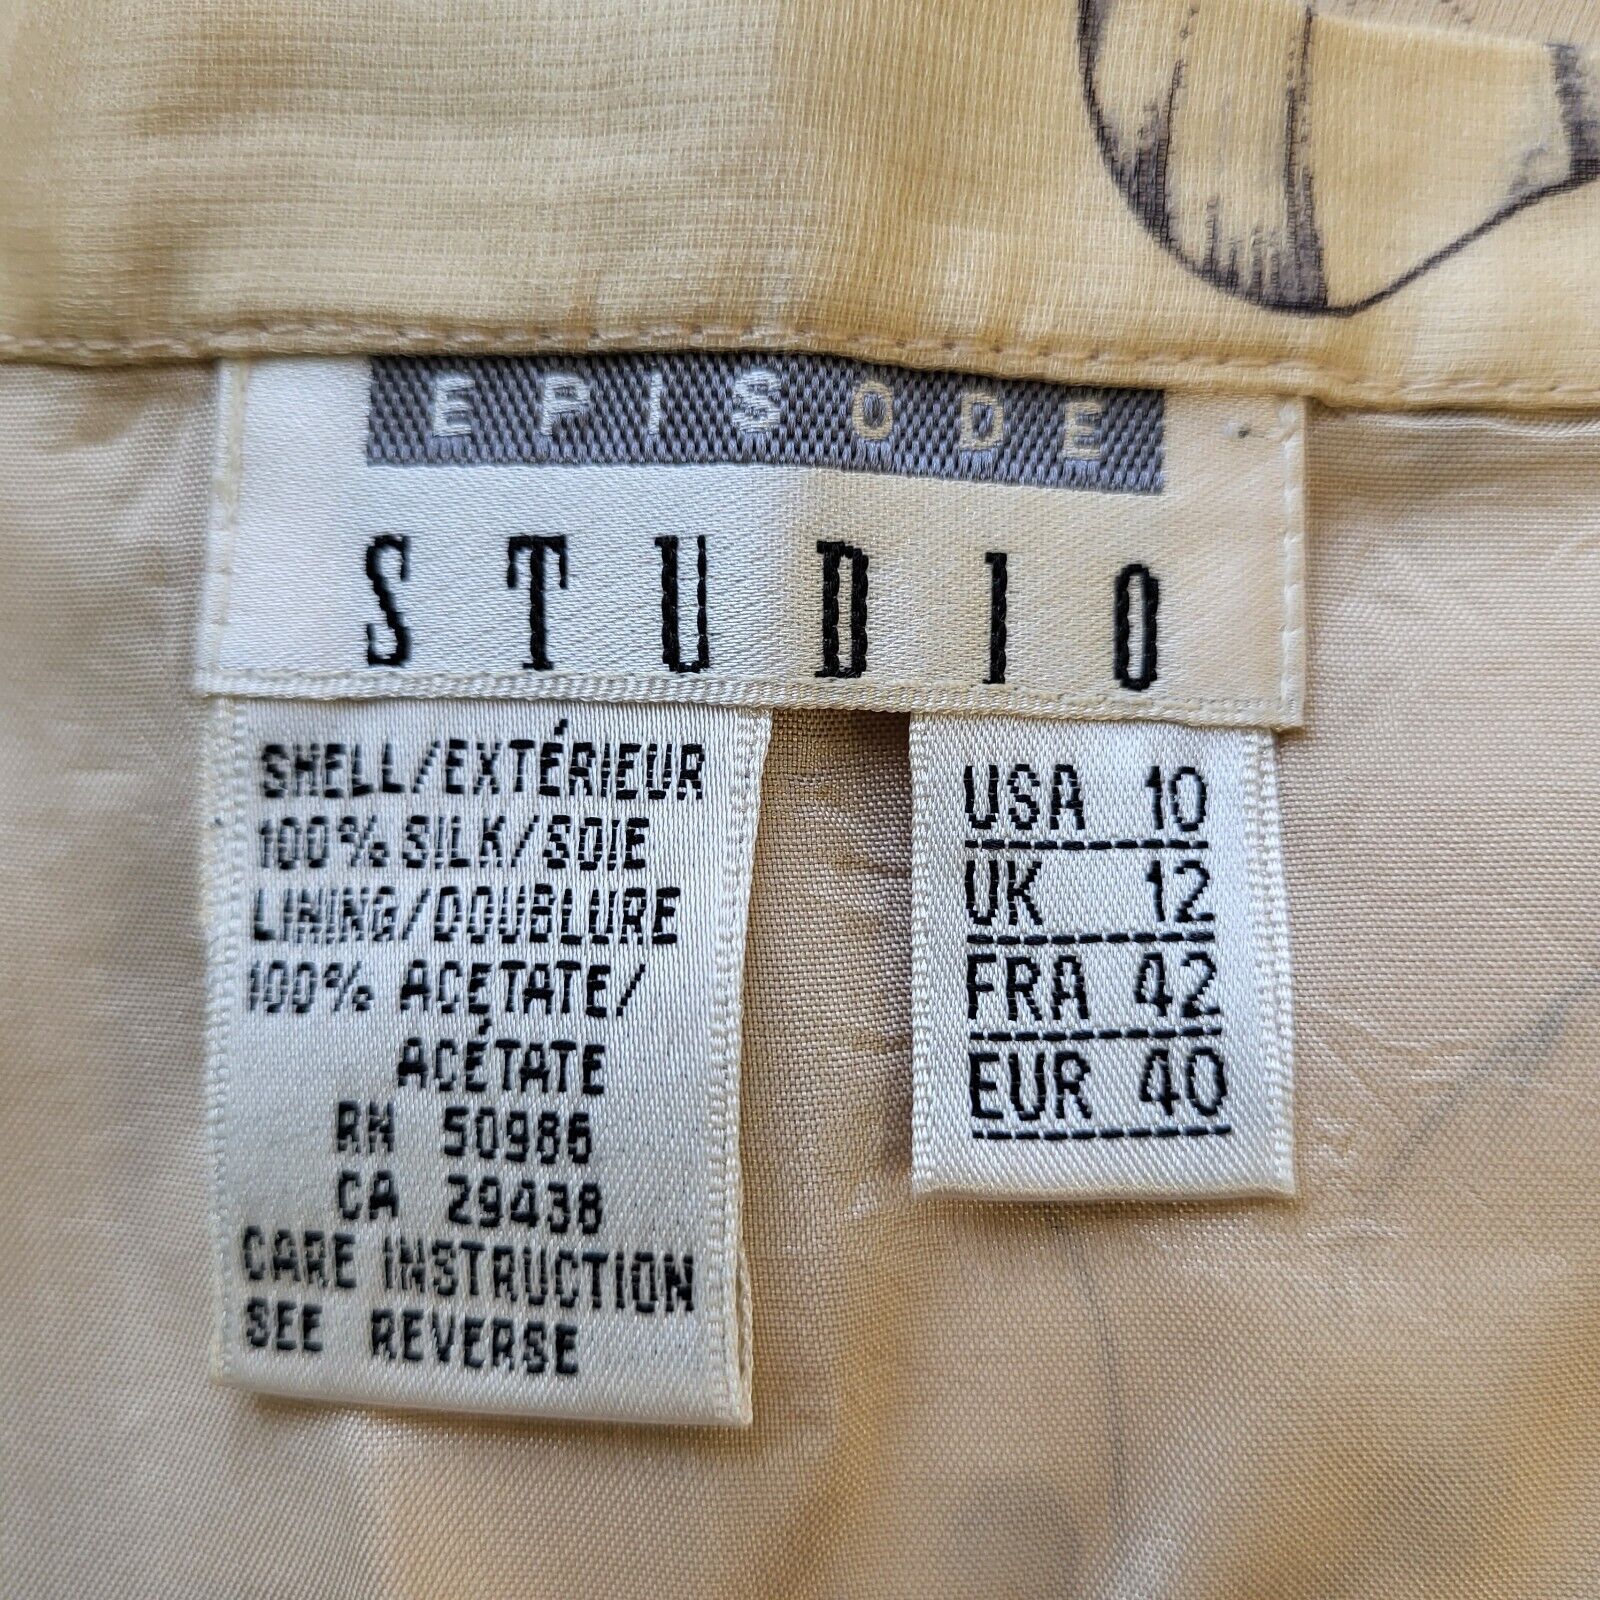 EPISODE
STUDIO
SHELL/EXTÉRIEUR
100% SILK/SOIE
LINING/DOUBLURE
100% ACETATE/
ACÉTATE
RN 50986
CA 29438
CARE INSTRUCTION
SEE REVERSE
USA 10
UK 12
FRA 42
EUR 40